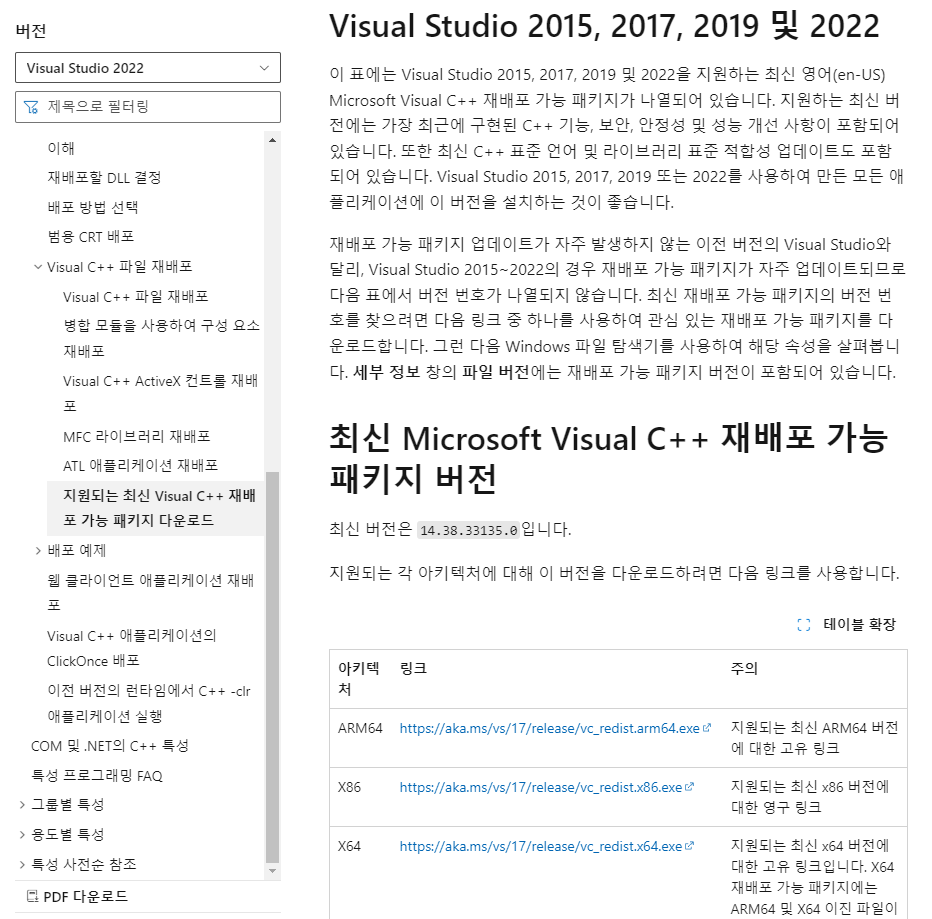 버전
Visual Studio 2022
제목으로 필터링
이해
재배포할 DLL 결정
배포 방법 선택
범용 CRT 배포
Visual C++ 파일 재배포
Visual C++ 파일 재배포
병합 모듈을 사용하여 구성 요소
재배포
Visual C++ ActiveX 컨트롤 재배
포
MFC 라이브러리 재배포
ATL 애플리케이션 재배포
지원되는 최신 Visual C++ 재배
포 가능 패키지 다운로드
배포 예제
웹 클라이언트 애플리케이션 재배
포
Visual C++ 애플리케이션의
ClickOnce 배포
이전 버전의 런타임에서 C++ -clr
애플리케이션 실행
COM 및 .NET의 C++ 특성
특성 프로그래밍 FAQ
그룹별 특성
용도별 특성
특성 사전순 참조
PDF 다운로드
Visual Studio 2015, 2017, 2019 및 2022
이 표에는 Visual Studio 2015, 2017, 2019 및 2022을 지원하는 최신 영어(en-US)
Microsoft Visual C++ 재배포 가능 패키지가 나열되어 있습니다. 지원하는 최신 버
전에는 가장 최근에 구현된 C++ 기능, 보안, 안정성 및 성능 개선 사항이 포함되어
있습니다. 또한 최신 C++ 표준 언어 및 라이브러리 표준 적합성 업데이트도 포함
되어 있습니다. Visual Studio 2015, 2017, 2019 또는 2022를 사용하여 만든 모든 애
플리케이션에 이 버전을 설치하는 것이 좋습니다.
재배포 가능 패키지 업데이트가 자주 발생하지 않는 이전 버전의 Visual Studio와
달리, Visual Studio 2015~2022의 경우 재배포 가능 패키지가 자주 업데이트되므로
다음 표에서 버전 번호가 나열되지 않습니다. 최신 재배포 가능 패키지의 버전 번
호를 찾으려면 다음 링크 중 하나를 사용하여 관심 있는 재배포 가능 패키지를 다
운로드합니다. 그런 다음 Windows 파일 탐색기를 사용하여 해당 속성을 살펴봅니
다. 세부 정보 창의 파일 버전에는 재배포 가능 패키지 버전이 포함되어 있습니다.
최신 Microsoft Visual C++ 재배포 가능
패키지 버전
최신 버전은 14.38.33135.0입니다.
지원되는 각 아키텍처에 대해 이 버전을 다운로드하려면 다음 링크를 사용합니다.
테이블 확장
아키텍
처
링크
주의
ARM64
https://aka.ms/vs/17/release/vc_redist.arm64.exe
지원되는 최신 ARM64 버전
에 대한 고유 링크
X86
https://aka.ms/vs/17/release/vc_redist.x86.exe
지원되는 최신 x86 버전에
대한 영구 링크
X64
https://aka.ms/vs/17/release/vc_redist.x64.exe
지원되는 최신 x64 버전에
대한 고유 링크입니다. X64
재배포 가능 패키지에는
ARM64 및 X64 이진 파일이